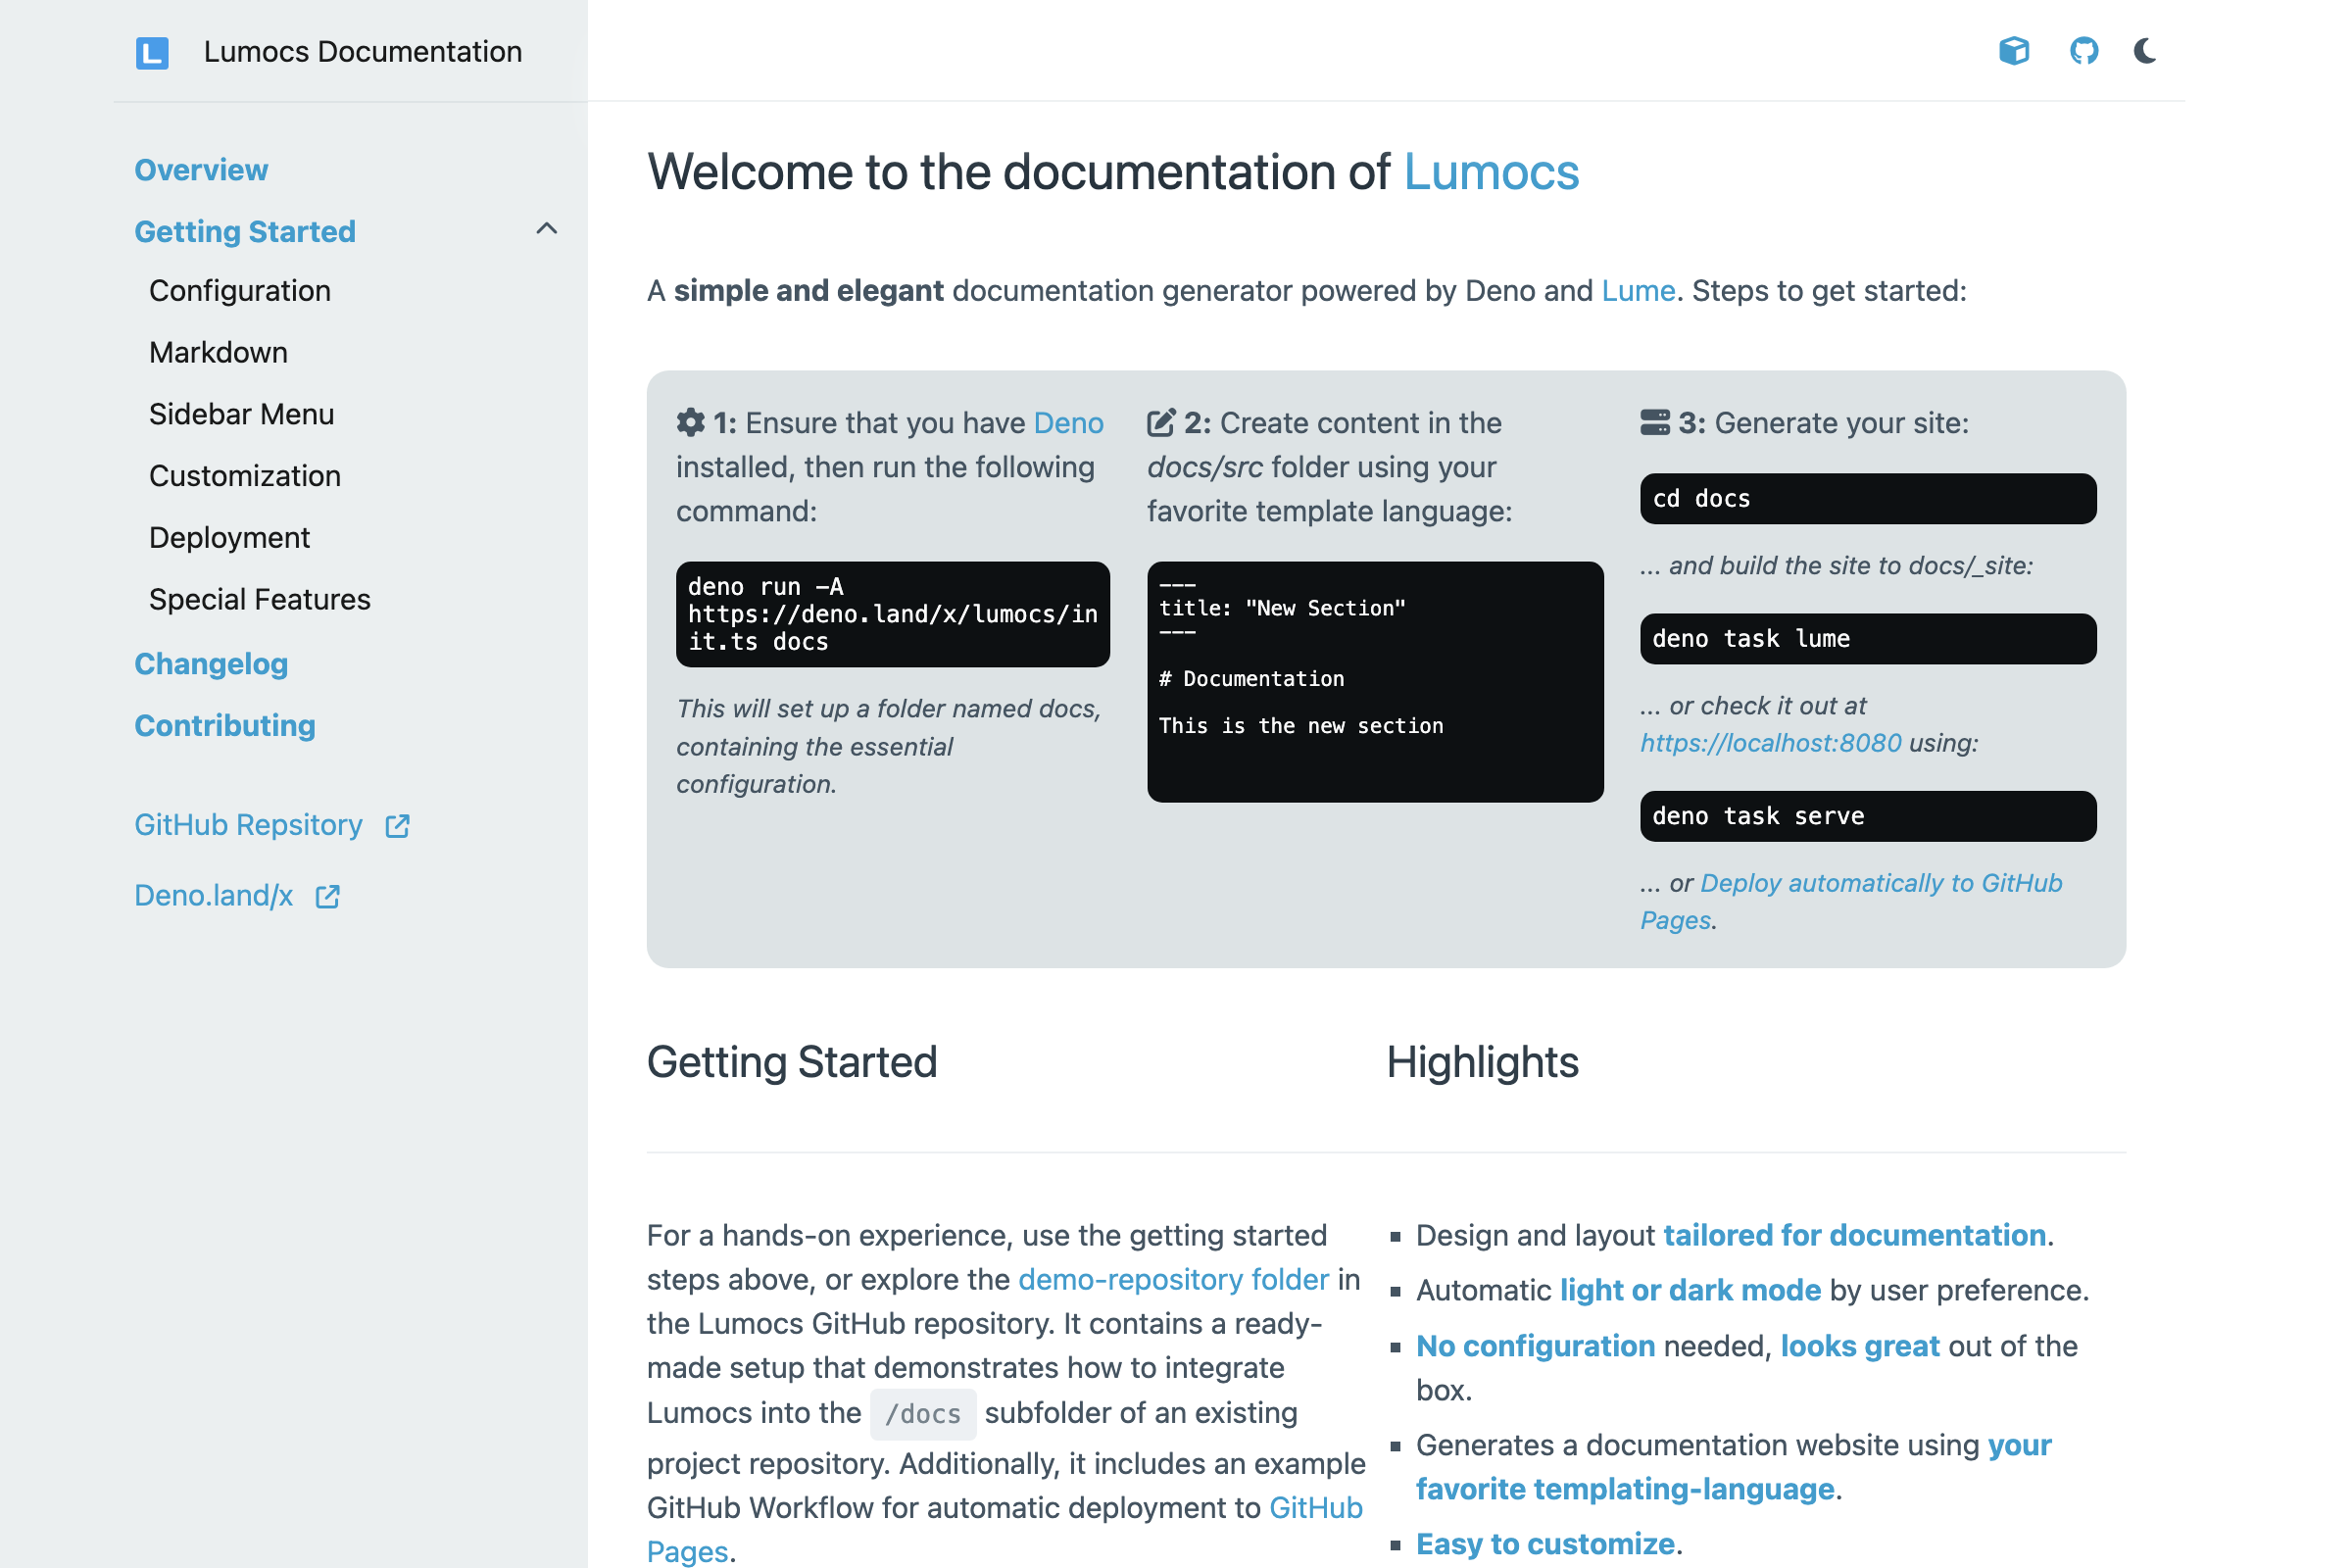 L Lumocs Documentation
Overview
Getting Started
Configuration
Markdown
Sidebar Menu
Customization
Deployment
Special Features
Changelog
Contributing
GitHub Repsitory
Deno.land/x
Welcome to the documentation of Lumocs
A simple and elegant documentation generator powered by Deno and Lume. Steps to get started:
1: Ensure that you have Deno
installed, then run the following
command:
deno run -A
https://deno.land/x/lumocs/in
it.ts docs
This will set up a folder named docs,
containing the essential
configuration.
2: Create content in the
docs/src folder using your
favorite template language:
---
title: "New Section"
---
# Documentation
This is the new section
3: Generate your site:
cd docs
... and build the site to docs/_site:
deno task lume
... or check it out at
https://localhost:8080 using:
deno task serve
... or Deploy automatically to GitHub
Pages.
Getting Started
For a hands-on experience, use the getting started
steps above, or explore the demo-repository folder in
the Lumocs GitHub repository. It contains a ready-
made setup that demonstrates how to integrate
Lumocs into the /docs subfolder of an existing
project repository. Additionally, it includes an example
GitHub Workflow for automatic deployment to GitHub
Pages.
Highlights
▪ Design and layout tailored for documentation.
▪ Automatic light or dark mode by user preference.
▪ No configuration needed, looks great out of the
box.
▪ Generates a documentation website using your
favorite templating-language.
▪ Easy to customize.